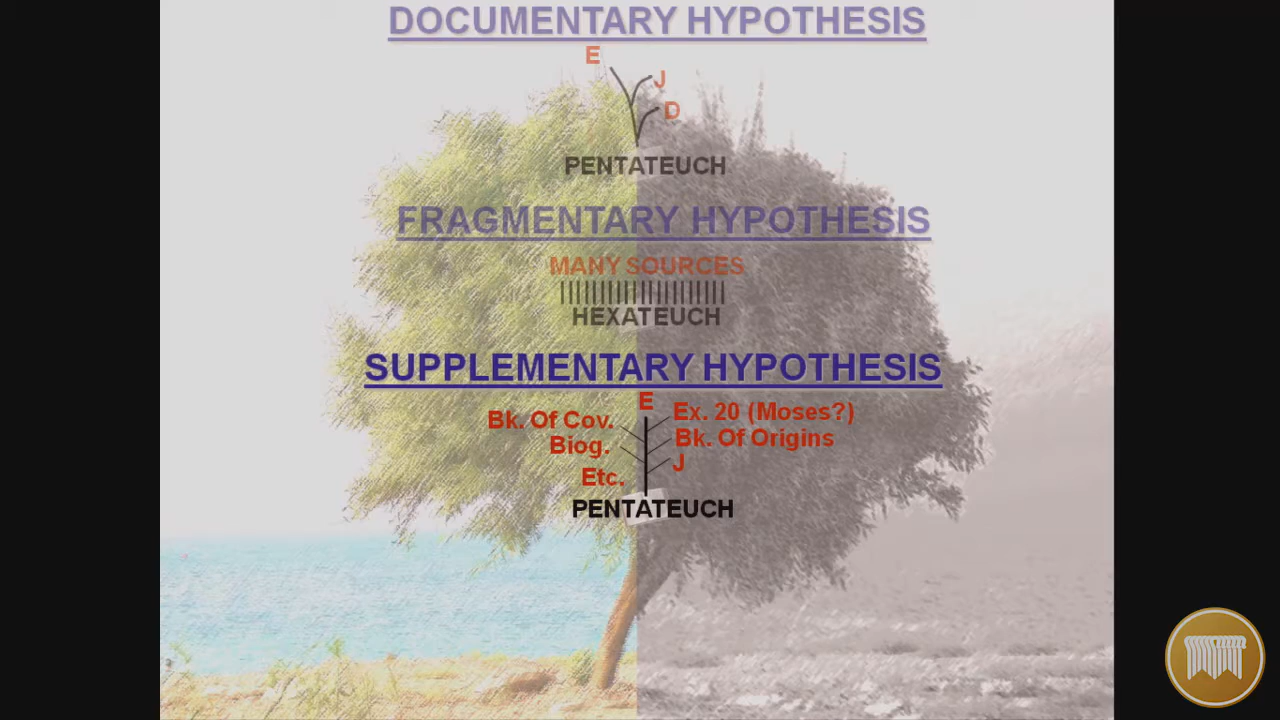 DOCUMENTARY HYPOTHESIS
E
J
D
PENTATEUCH
FRAGMENTARY HYPOTHESIS
MANY SOURCES
HEXATEUCH
SUPPLEMENTARY HYPOTHESIS
E
Bk. Of Cov.
Ex. 20 (Moses?)
Biog.
Bk. Of Origins
Etc.
J
PENTATEUCH